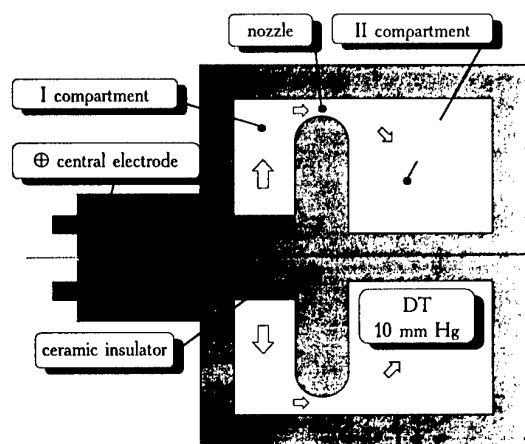 nozzle
II compartment
I compartment
⊕ central electrode
DT
10 mm Hg
ceramic insulator